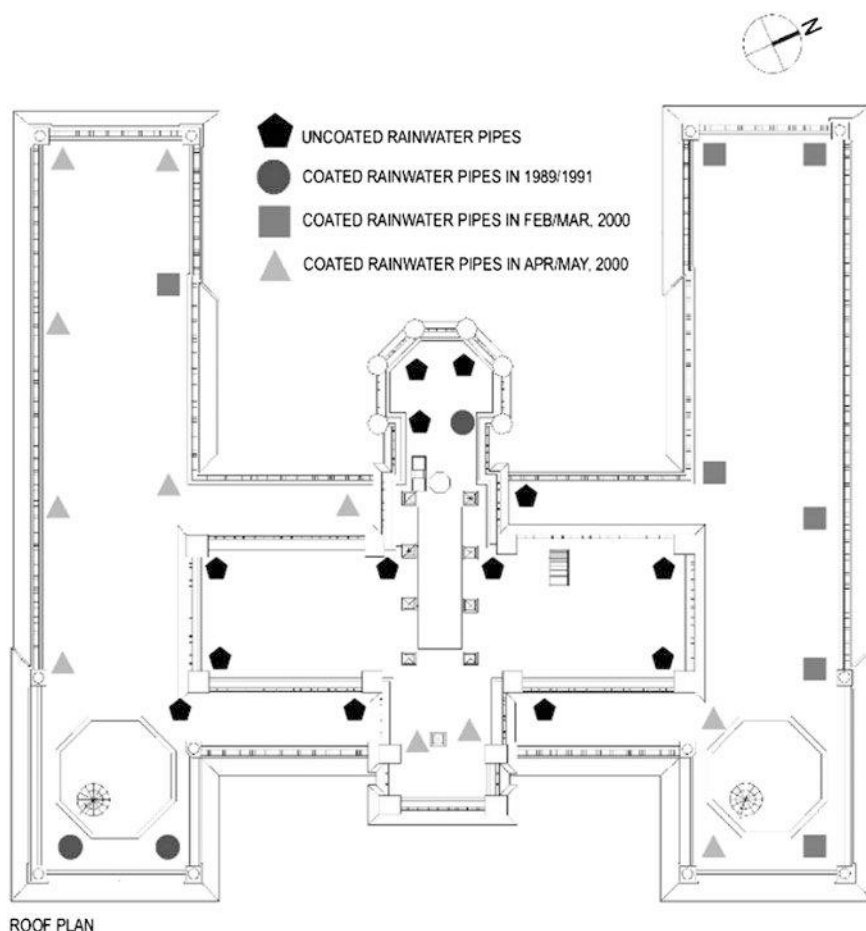 N
UNCOATED RAINWATER PIPES
COATED RAINWATER PIPES IN 1989/1991
COATED RAINWATER PIPES IN FEB/MAR, 2000
COATED RAINWATER PIPES IN APR/MAY, 2000
ROOF PLAN